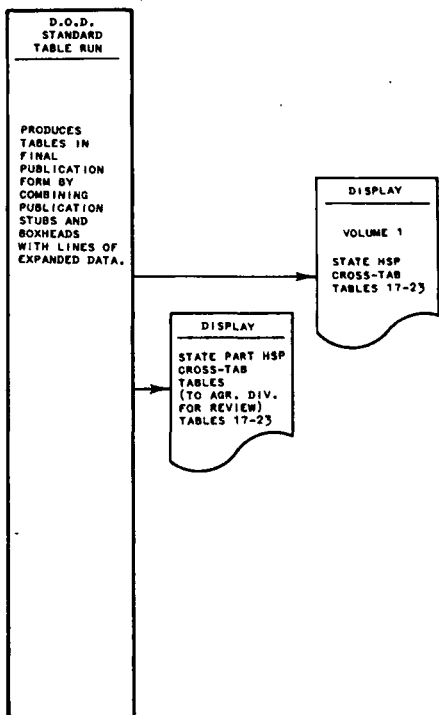 D.O.D.
STANDARD
TABLE RUN
PRODUCES
TABLES IN
FINAL
PUBLICATION
FORM BY
COMBINING
PUBLICATION
STUBS AND
BOXHEADS
WITH LINES OF
EXPANDED DATA.
DISPLAY
VOLUME 1
STATE HSP
CROSS-TAB
TABLES 17-23
DISPLAY
STATE PART HSP
CROSS-TAB
TABLES
(TO AGR. DIV.
FOR REVIEW)
TABLES 17-23